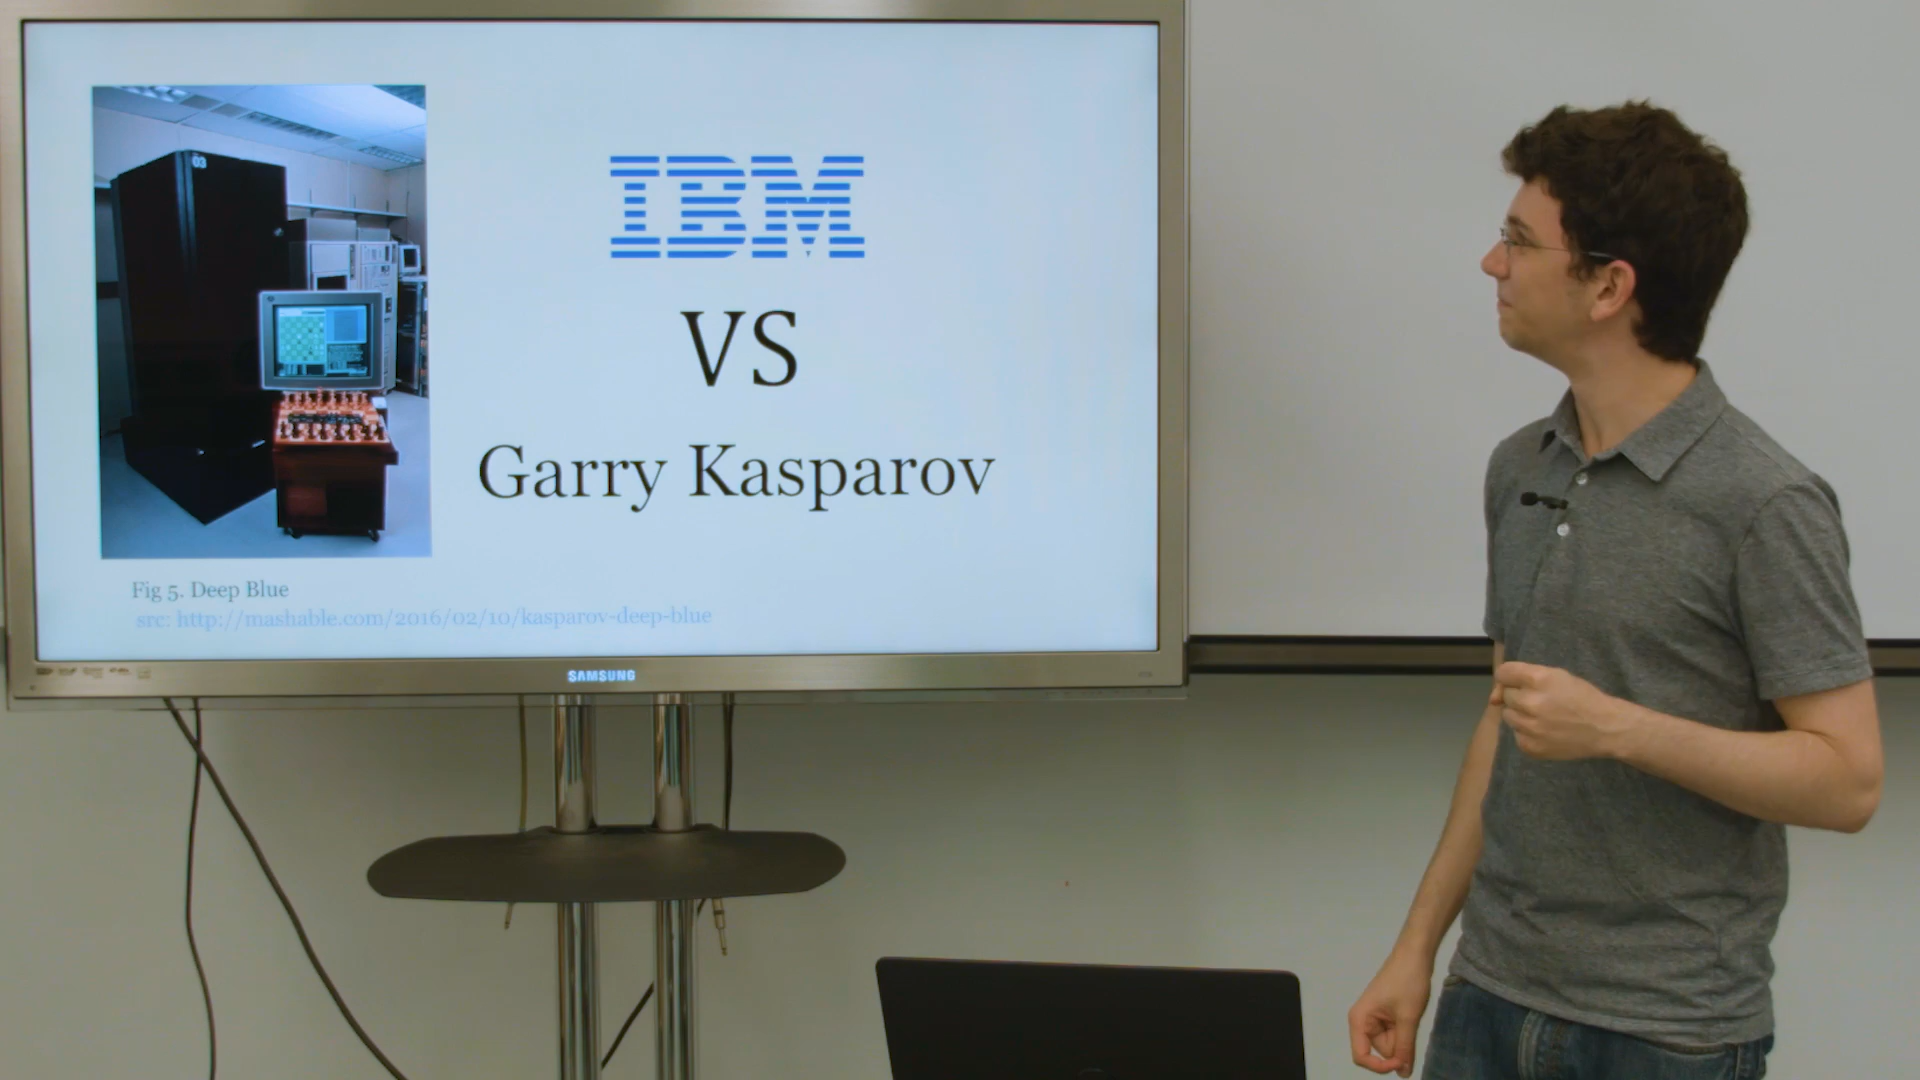 03
IBM
VS
Garry Kasparov
Fig 5. Deep Blue
src: http://mashable.com/2016/02/10/kasparov-deep-blue
SAMSUNG